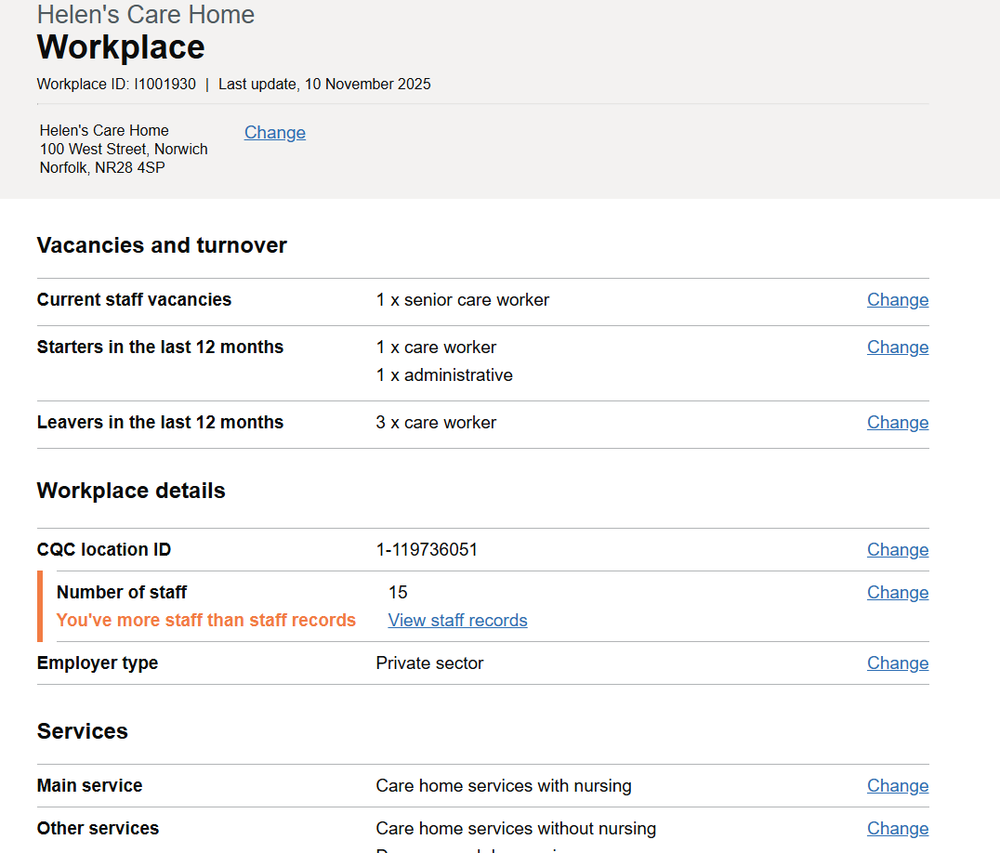 Helen's Care Home
Workplace
Workplace ID: I1001930 | Last update, 10 November 2025
Helen's Care Home Change
100 West Street, Norwich
Norfolk, NR28 4SP
Vacancies and turnover
Current staff vacancies 1 x senior care worker Change
Starters in the last 12 months 1 x care worker Change
1 x administrative
Leavers in the last 12 months 3 x care worker Change
Workplace details
CQC location ID 1-119736051 Change
Number of staff 15 Change
You've more staff than staff records View staff records
Employer type Private sector Change
Services
Main service Care home services with nursing Change
Other services Care home services without nursing Change